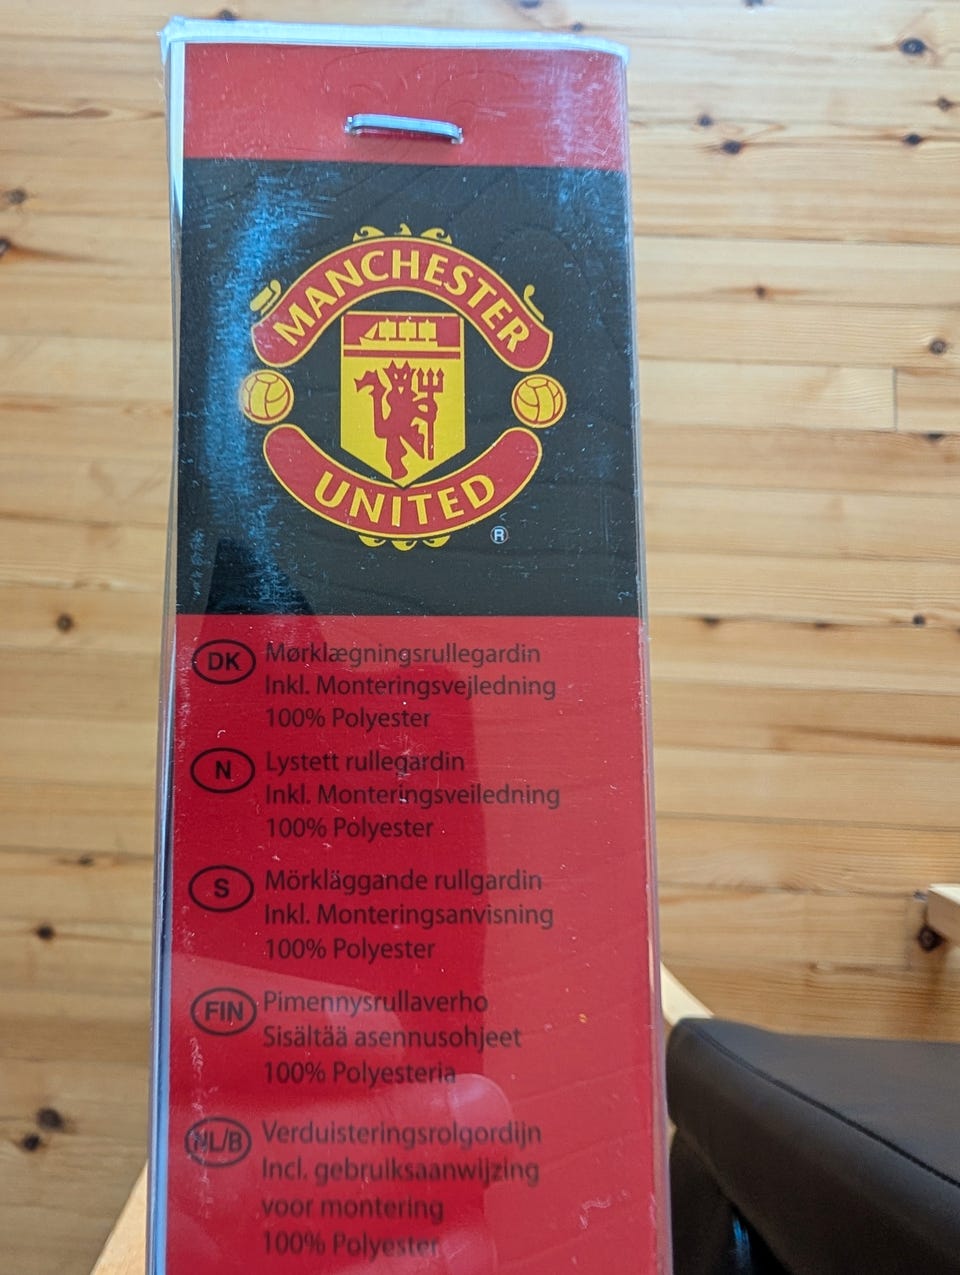 MANCHESTER
UNITED
®
DK Mørklægningsrullegardin
Inkl. Monteringsvejledning
100% Polyester
N Lystett rullegardin
Inkl. Monteringsveiledning
100% Polyester
S Mörkläggande rullgardin
Inkl. Monteringsanvisning
100% Polyester
FIN Pimennysrullaverho
Sisältää asennusohjeet
100% Polyesteria
NL/B Verduisteringsrolgordijn
Incl. gebruiksaanwijzing
voor montering
100% Polyester